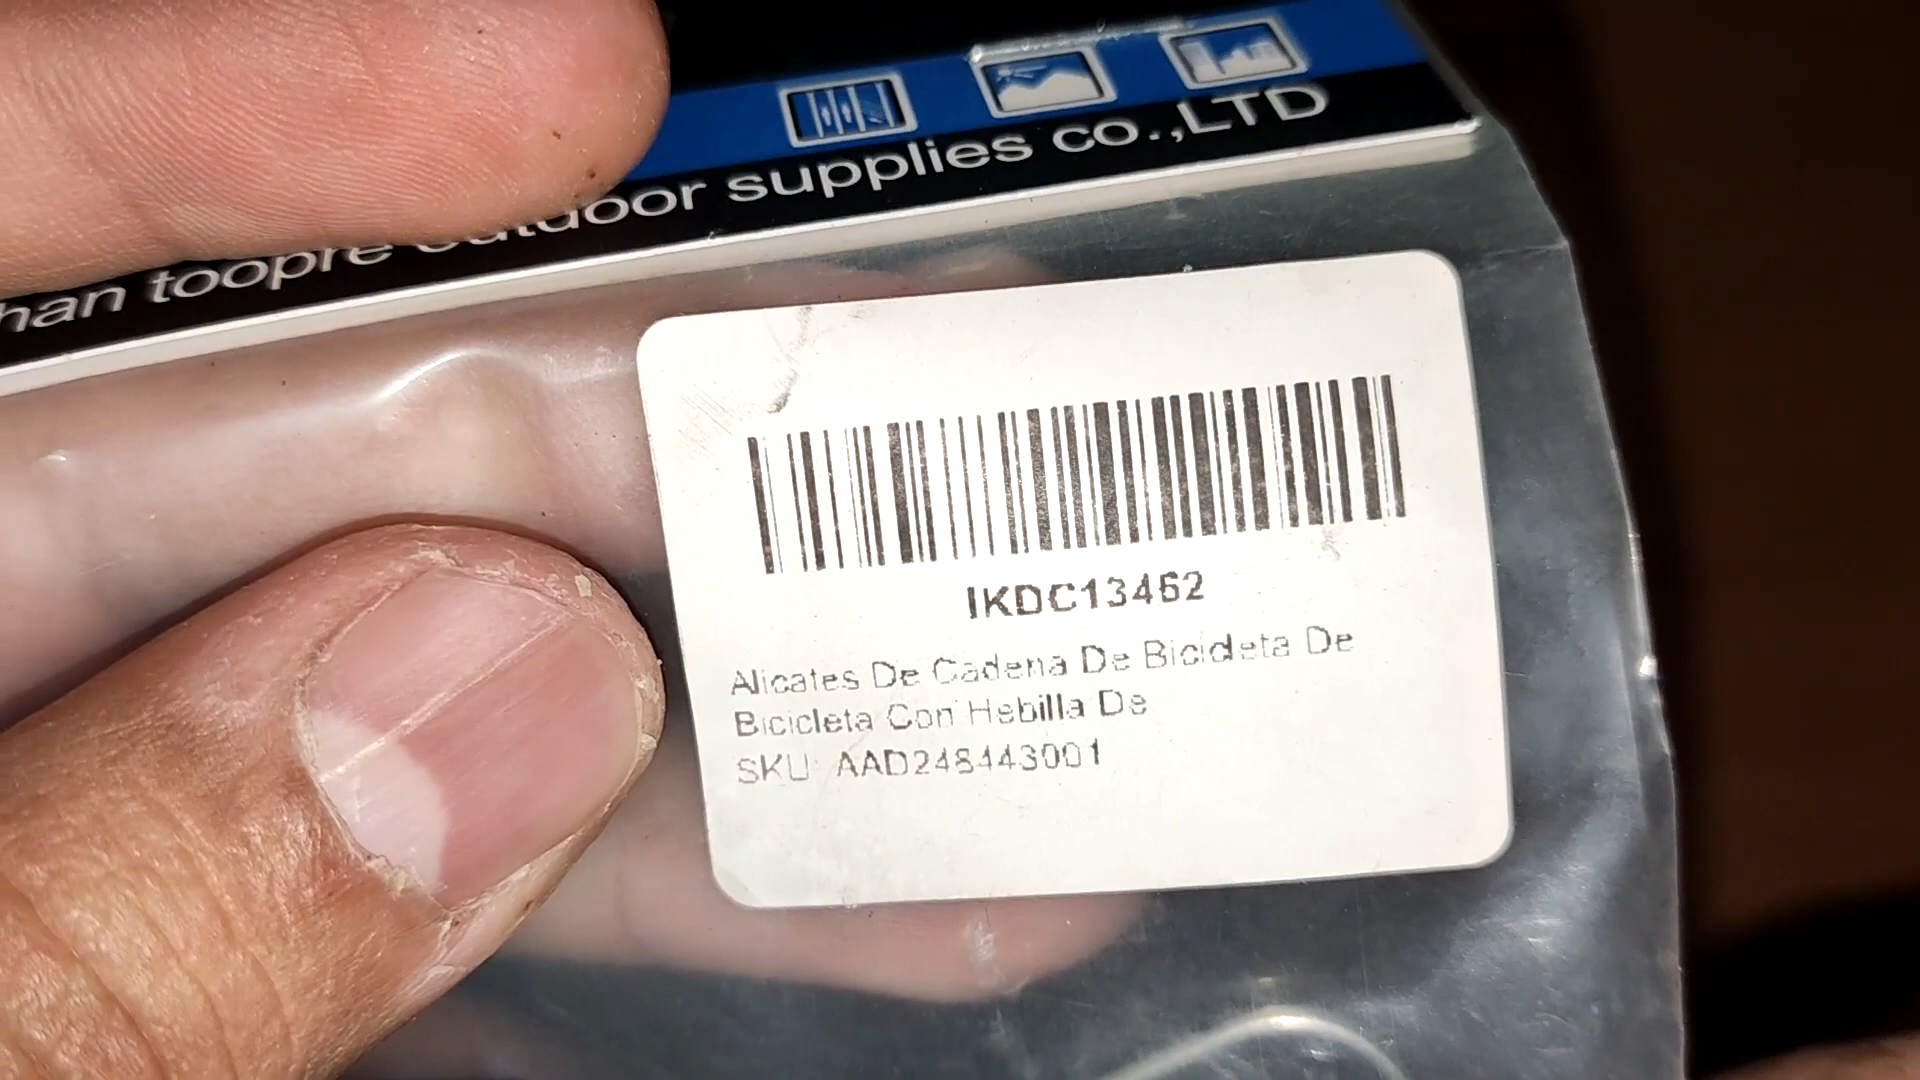 han toopre outdoor supplies co.,LTD
IKDC13462
Alicates De Cadena De Bicicleta De
Bicicleta Con Hebilla De
SKU: AAD248443001